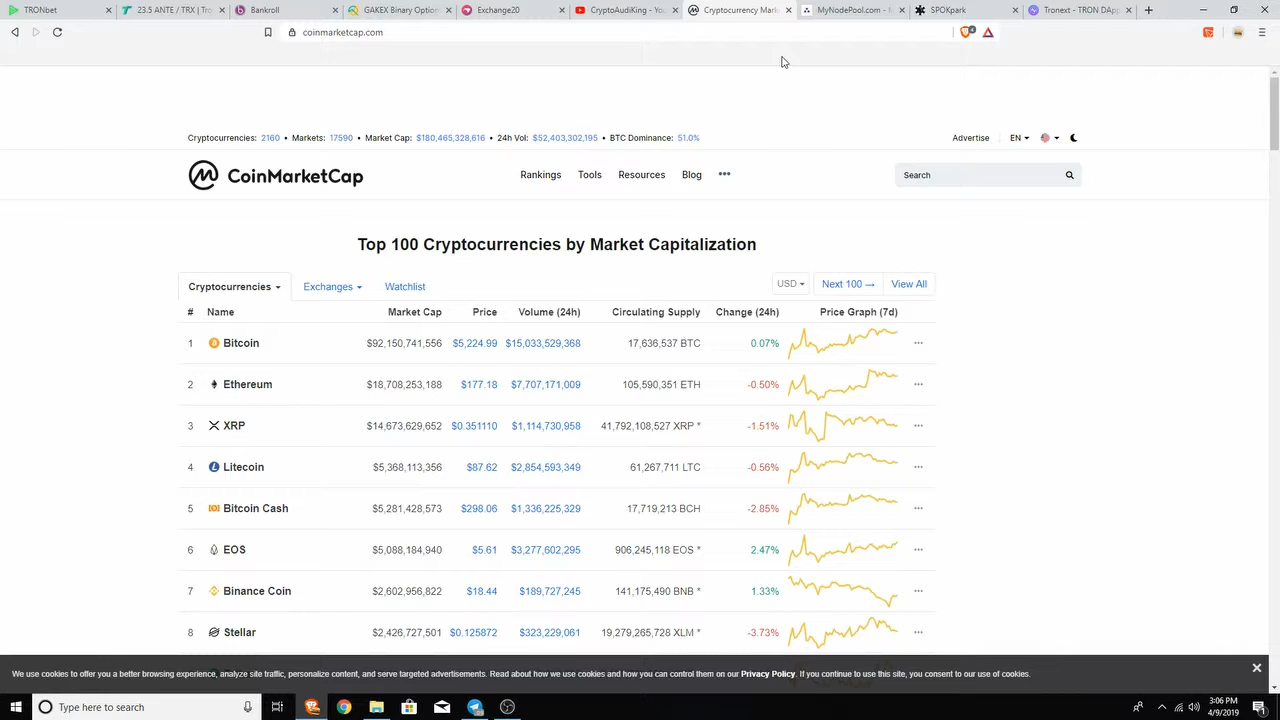 TRONbet
23.5 ANTE / TRX | Tro
Bankroll
GAKEX Binary Option
Exchange20
CryptoAudiKing - You
Cryptocurrency Mark
MyNodePool.com - M
SPOKpark
Tronext - TRON DAp
coinmarketcap.com
Cryptocurrencies: 2160 • Markets: 17590 • Market Cap: $180,465,328,616 • 24h Vol: $52,403,302,195 • BTC Dominance: 51.0%
Advertise
EN
CoinMarketCap
Rankings
Tools
Resources
Blog
•••
Search
Top 100 Cryptocurrencies by Market Capitalization
Cryptocurrencies
Exchanges
Watchlist
USD
Next 100 →
View All
# Name Market Cap Price Volume (24h) Circulating Supply Change (24h) Price Graph (7d)
1 Bitcoin $92,150,741,556 $5,224.99 $15,033,529,368 17,636,537 BTC 0.07%
2 Ethereum $18,708,253,188 $177.18 $7,707,171,009 105,590,351 ETH -0.50%
3 XRP $14,673,629,652 $0.351110 $1,114,730,958 41,792,108,527 XRP * -1.51%
4 Litecoin $5,368,113,356 $87.62 $2,854,593,349 61,267,711 LTC -0.56%
5 Bitcoin Cash $5,281,428,573 $298.06 $1,336,225,329 17,719,213 BCH -2.85%
6 EOS $5,088,184,940 $5.61 $3,277,602,295 906,245,118 EOS * 2.47%
7 Binance Coin $2,602,956,822 $18.44 $189,727,245 141,175,490 BNB * 1.33%
8 Stellar $2,426,727,501 $0.125872 $323,229,061 19,279,265,728 XLM * -3.73%
We use cookies to offer you a better browsing experience, analyze site traffic, personalize content, and serve targeted advertisements. Read about how we use cookies and how you can control them on our Privacy Policy. If you continue to use this site, you consent to our use of cookies.
Type here to search
3:06 PM
4/9/2019